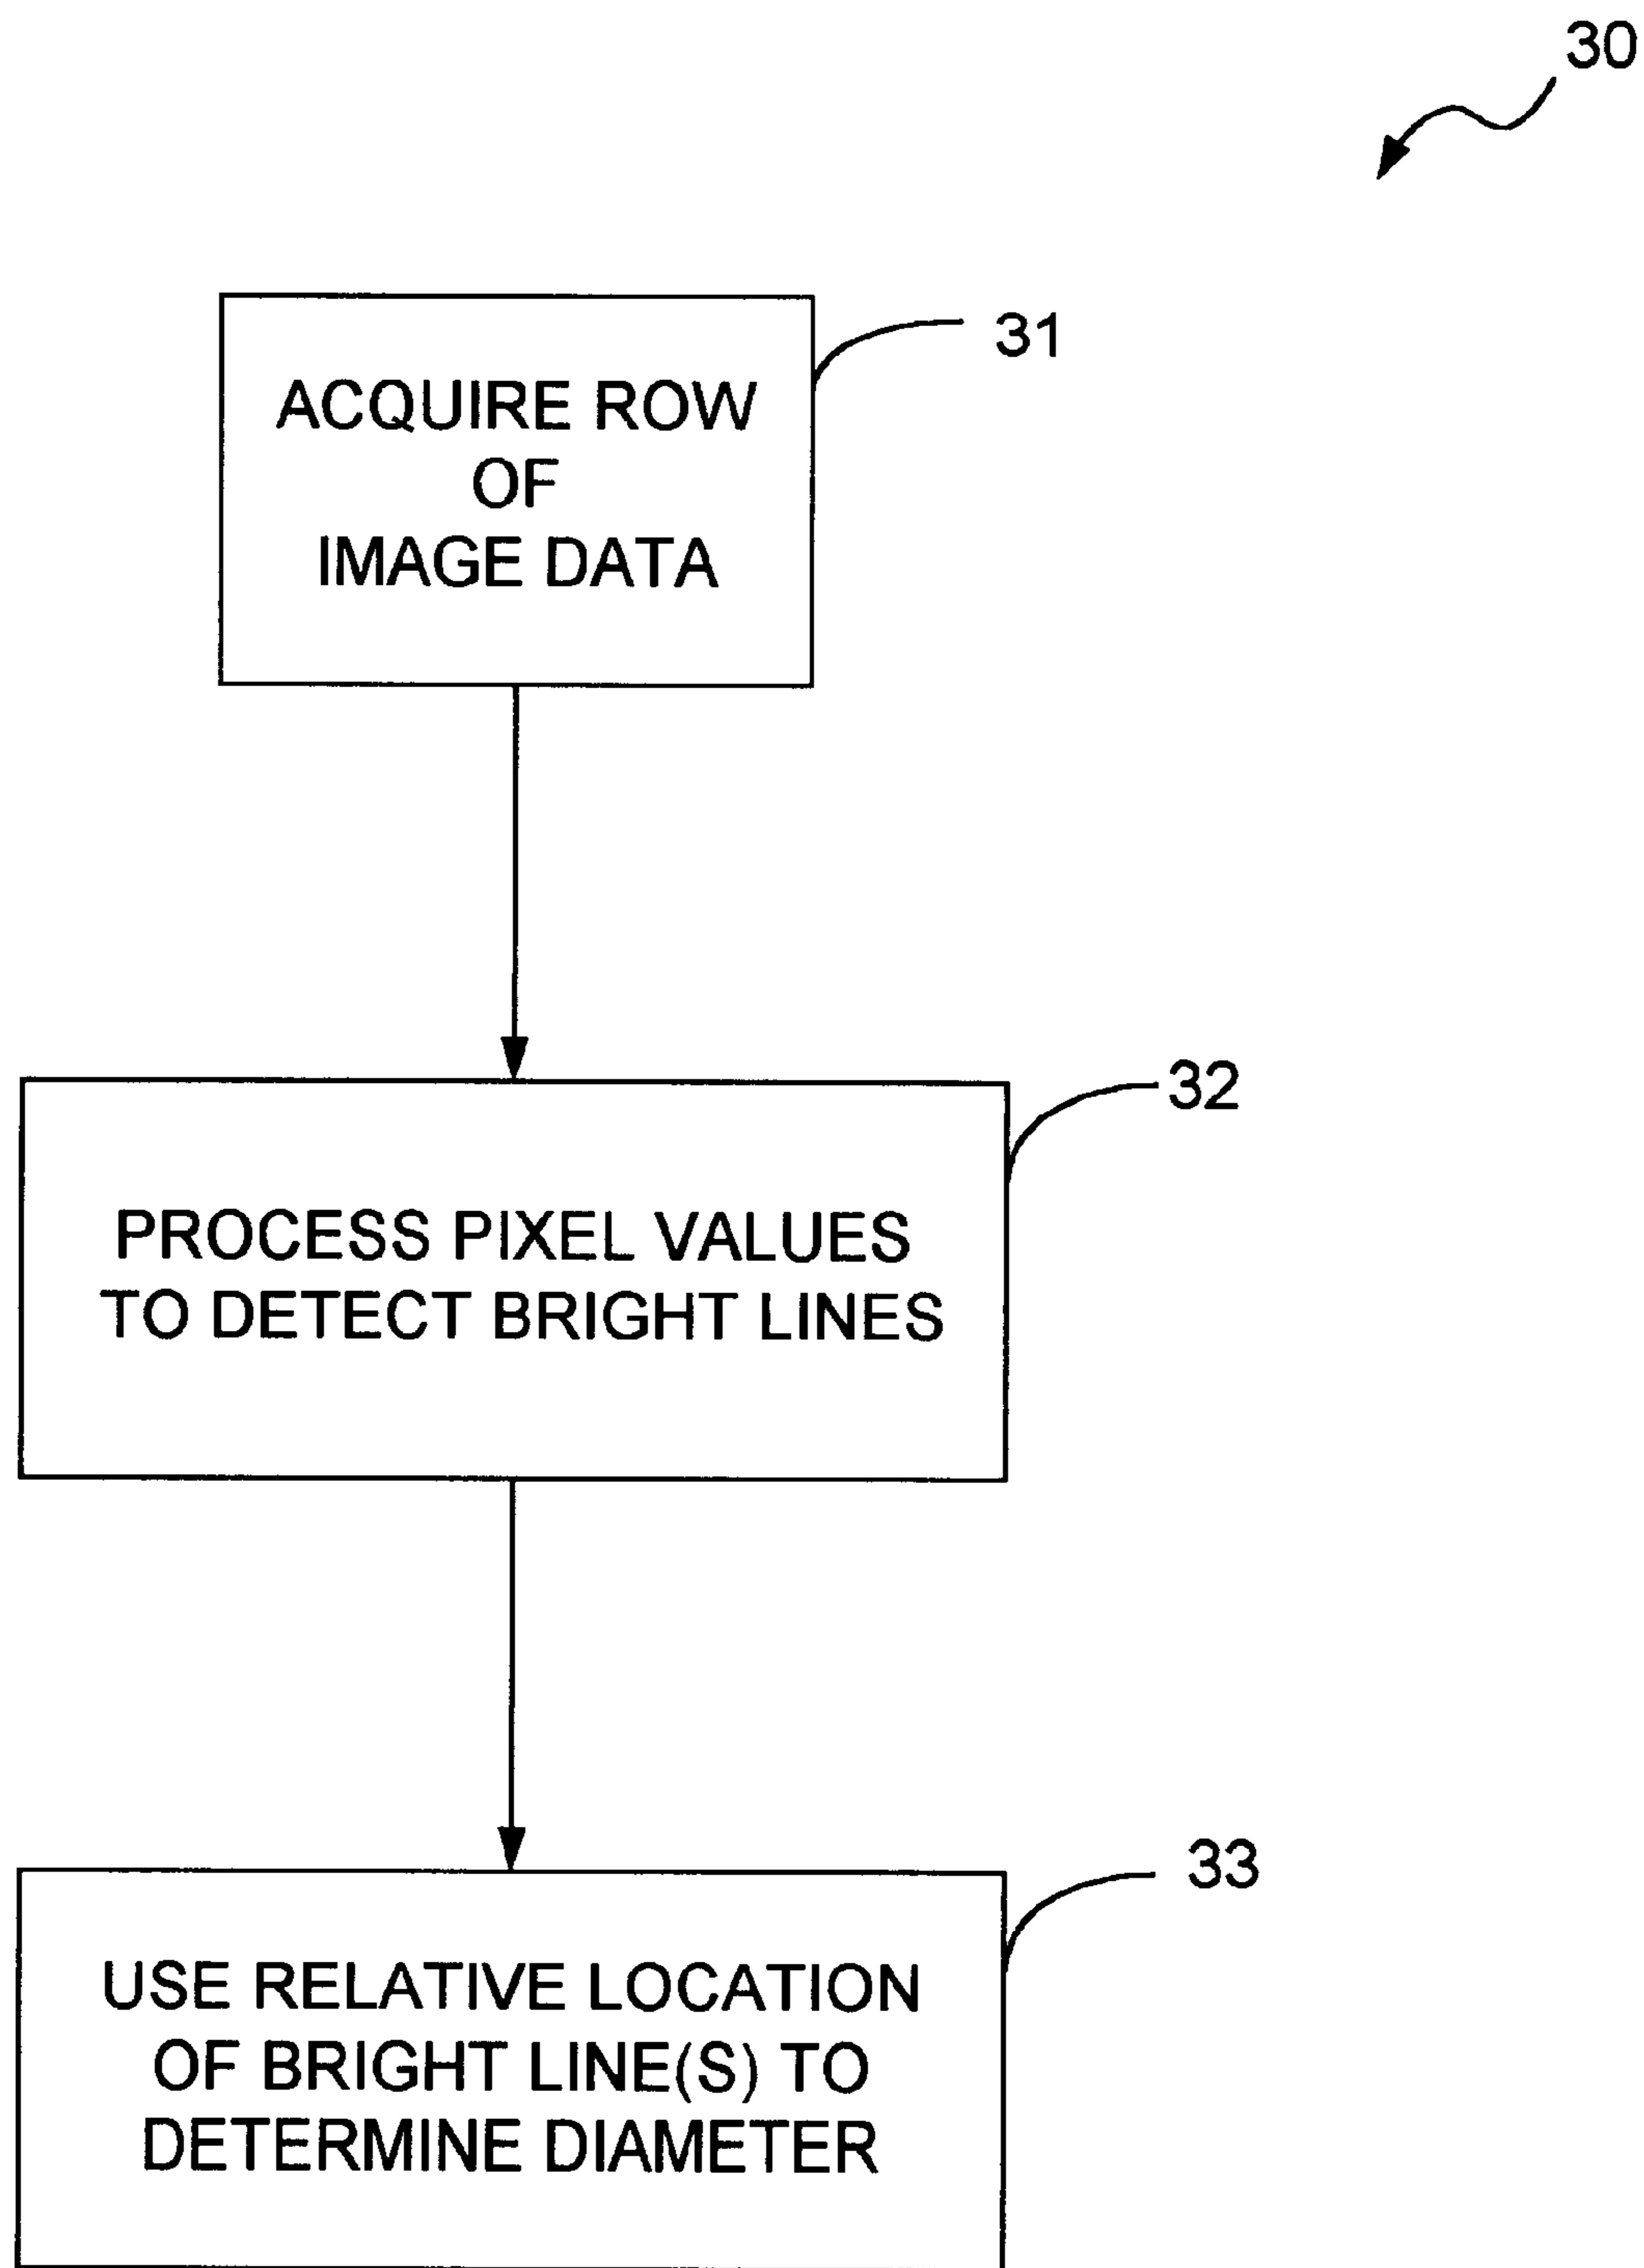 30
31
ACQUIRE ROW
OF
IMAGE DATA
32
PROCESS PIXEL VALUES
TO DETECT BRIGHT LINES
33
USE RELATIVE LOCATION
OF BRIGHT LINE(S) TO
DETERMINE DIAMETER